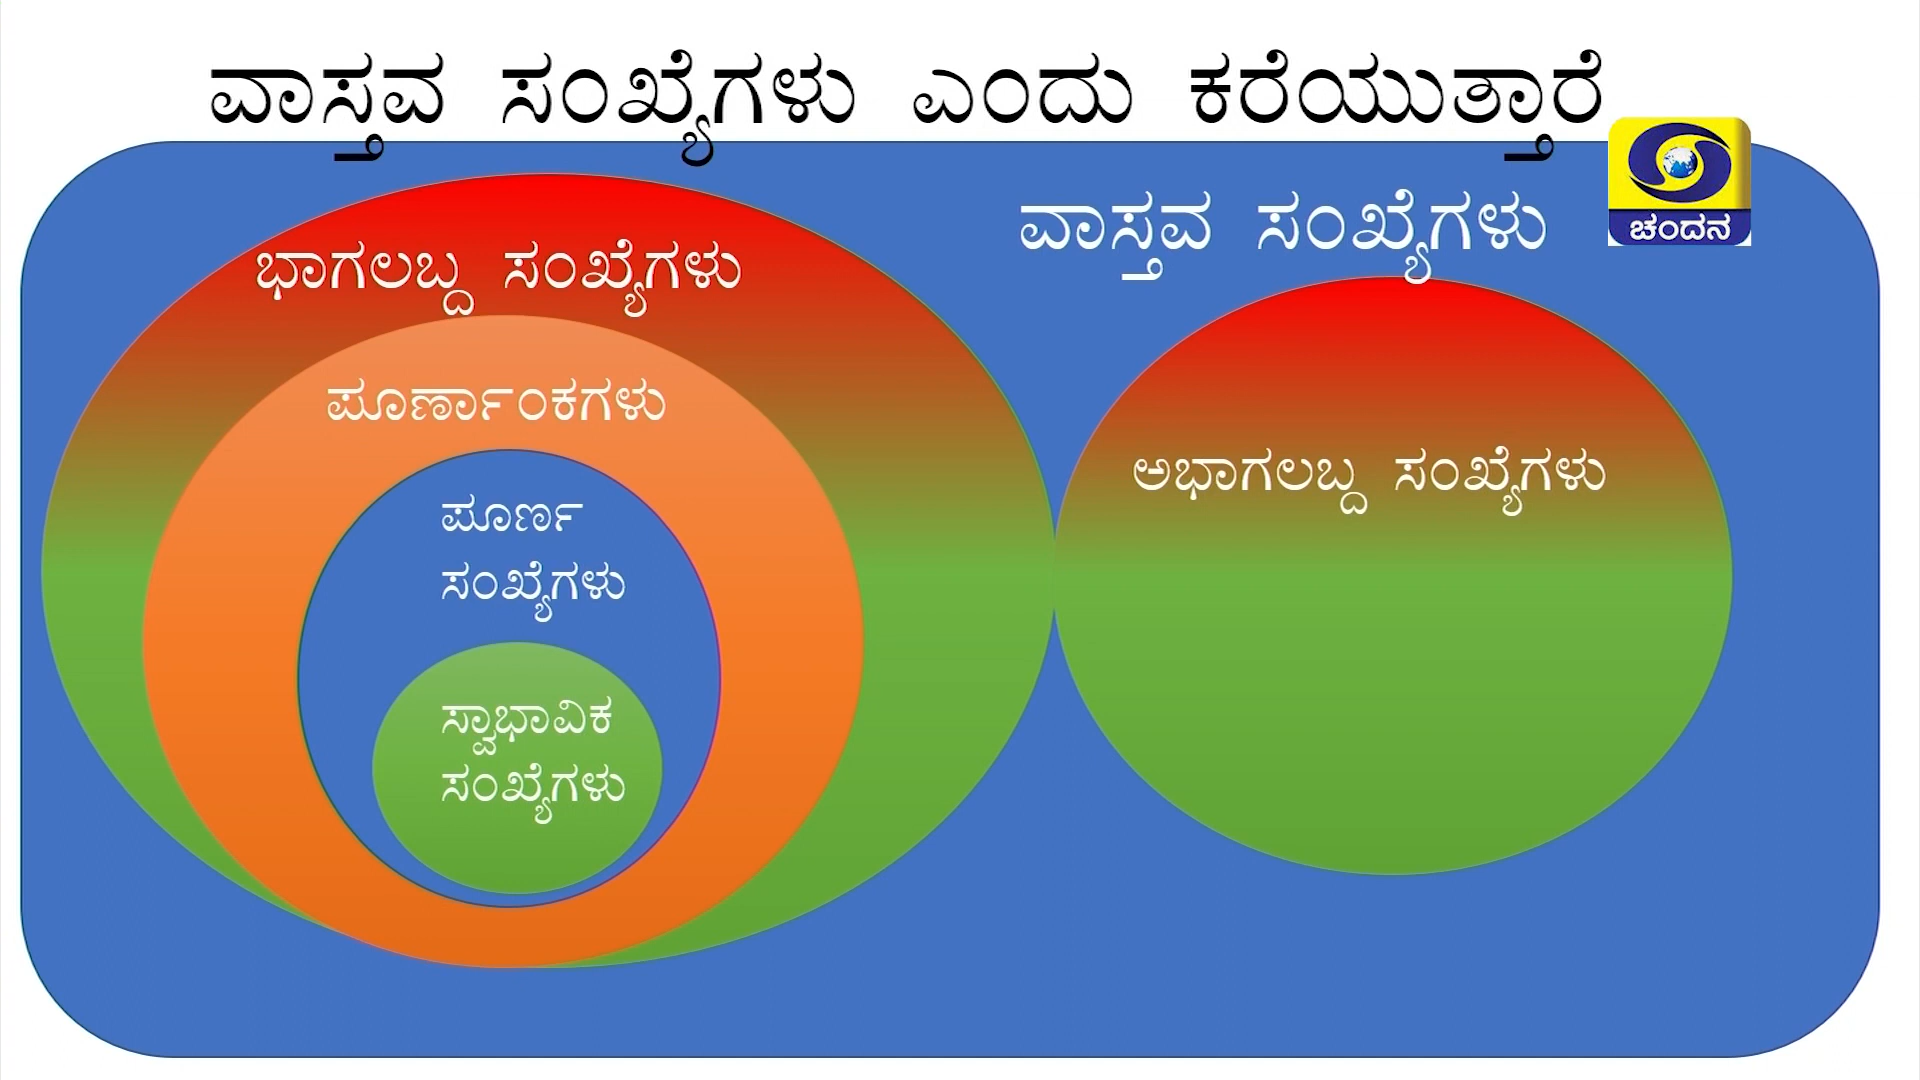 ವಾಸ್ತವ ಸಂಖ್ಯೆಗಳು ಎಂದು ಕರೆಯುತ್ತಾರೆ
ವಾಸ್ತವ ಸಂಖ್ಯೆಗಳು
ಚಂದನ
ಭಾಗಲಬ್ದ ಸಂಖ್ಯೆಗಳು
ಪೂರ್ಣಾಂಕಗಳು
ಅಭಾಗಲಬ್ದ ಸಂಖ್ಯೆಗಳು
ಪೂರ್ಣ
ಸಂಖ್ಯೆಗಳು
ಸ್ವಾಭಾವಿಕ
ಸಂಖ್ಯೆಗಳು